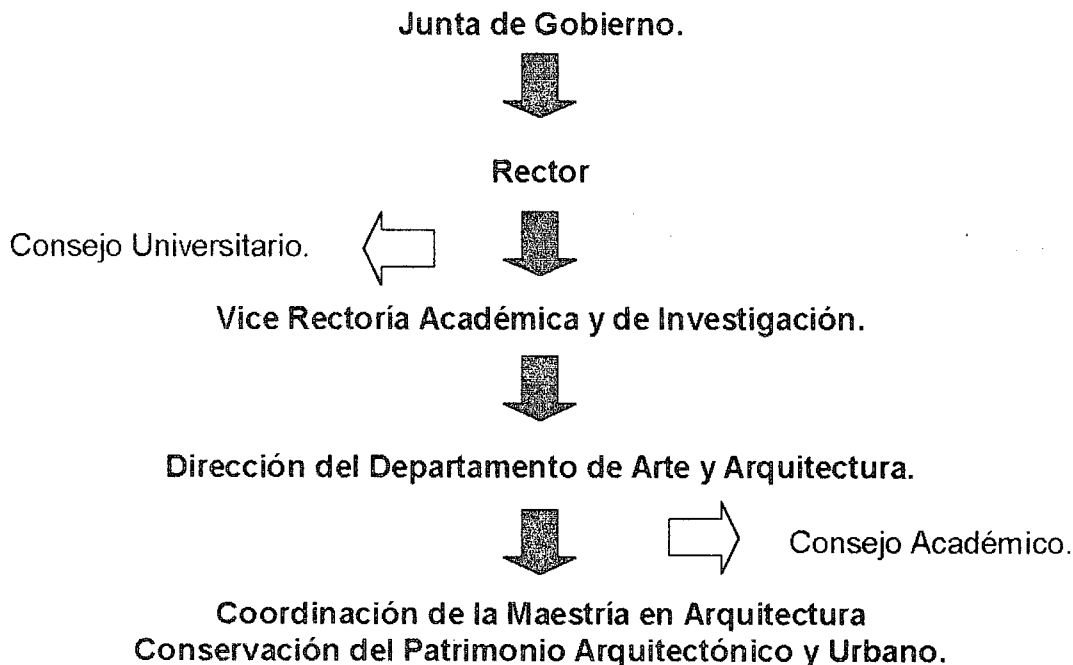 Junta de Gobierno.
Rector
Consejo Universitario.
Vice Rectoría Académica y de Investigación.
Dirección del Departamento de Arte y Arquitectura.
Consejo Académico.
Coordinación de la Maestría en Arquitectura
Conservación del Patrimonio Arquitectónico y Urbano.